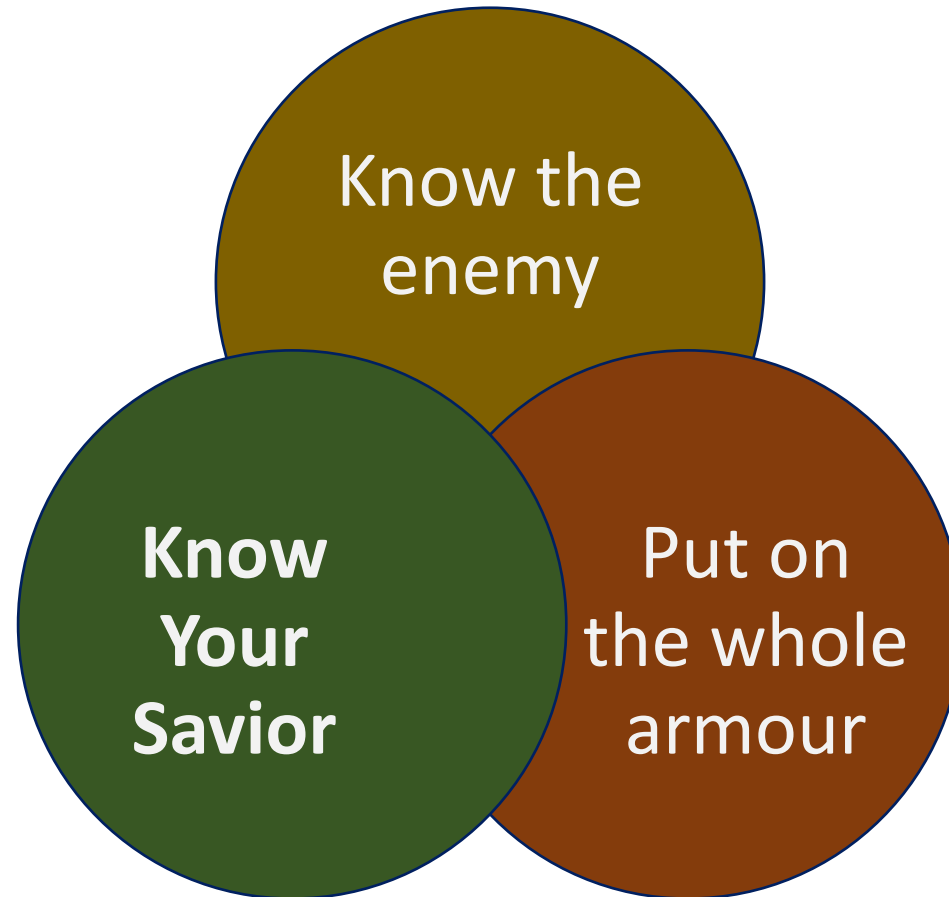 Know the
enemy
Know
Your
Savior
Put on
the whole
armour